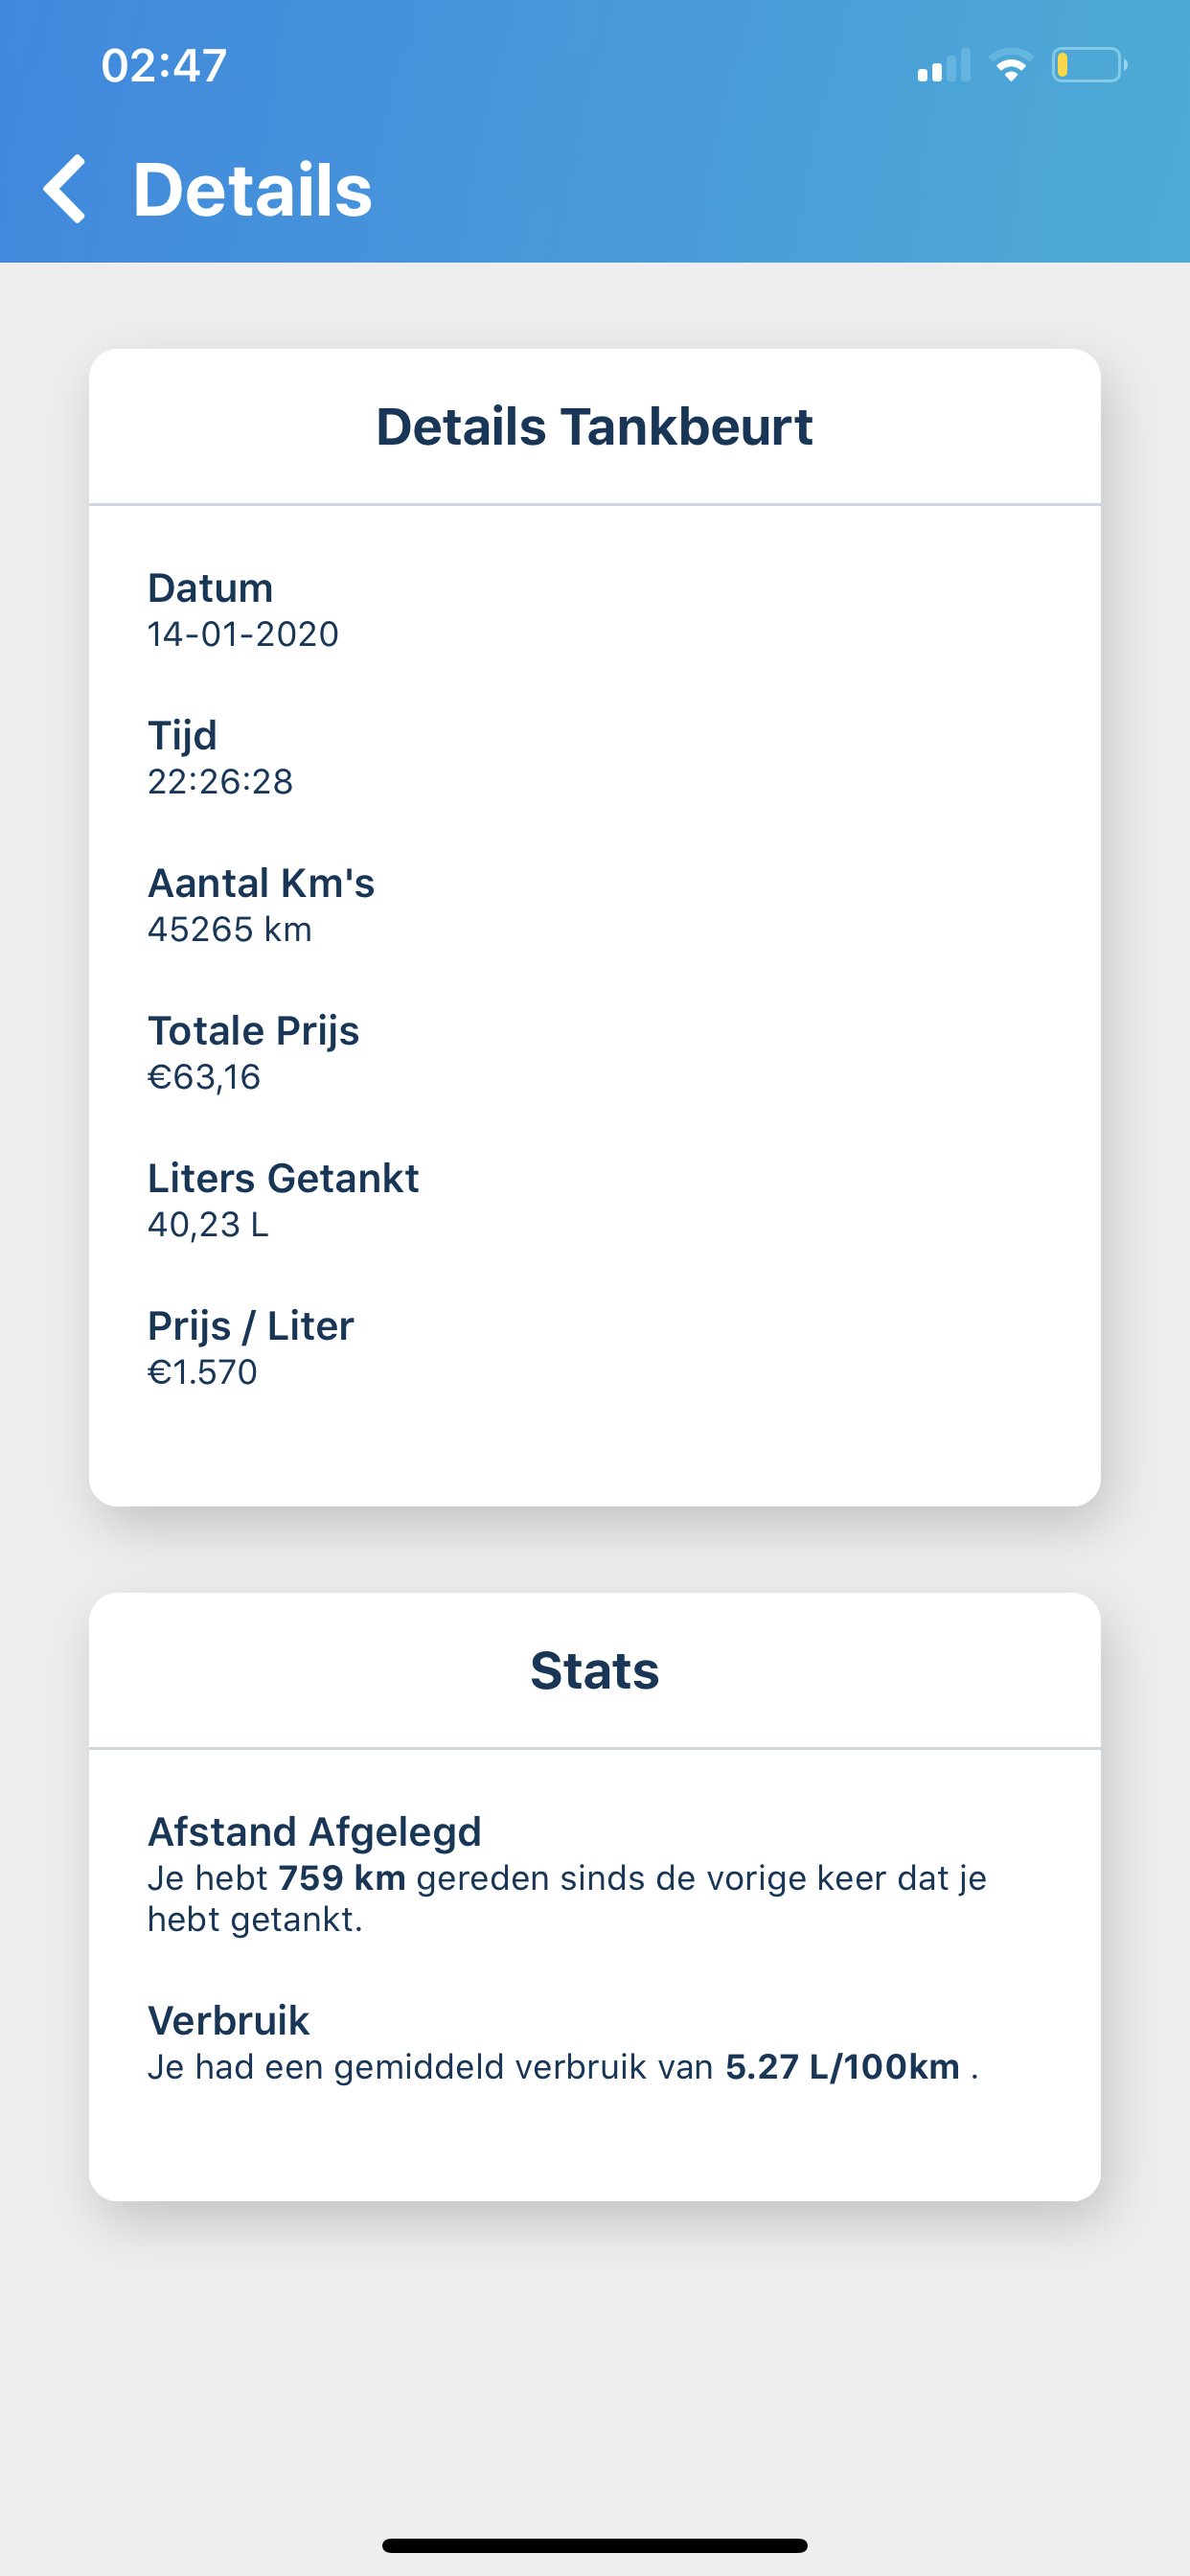 02:47
Details
Details Tankbeurt
Datum
14-01-2020
Tijd
22:26:28
Aantal Km's
45265 km
Totale Prijs
€63,16
Liters Getankt
40,23 L
Prijs / Liter
€1.570
Stats
Afstand Afgelegd
Je hebt 759 km gereden sinds de vorige keer dat je
hebt getankt.
Verbruik
Je had een gemiddeld verbruik van 5.27 L/100km .